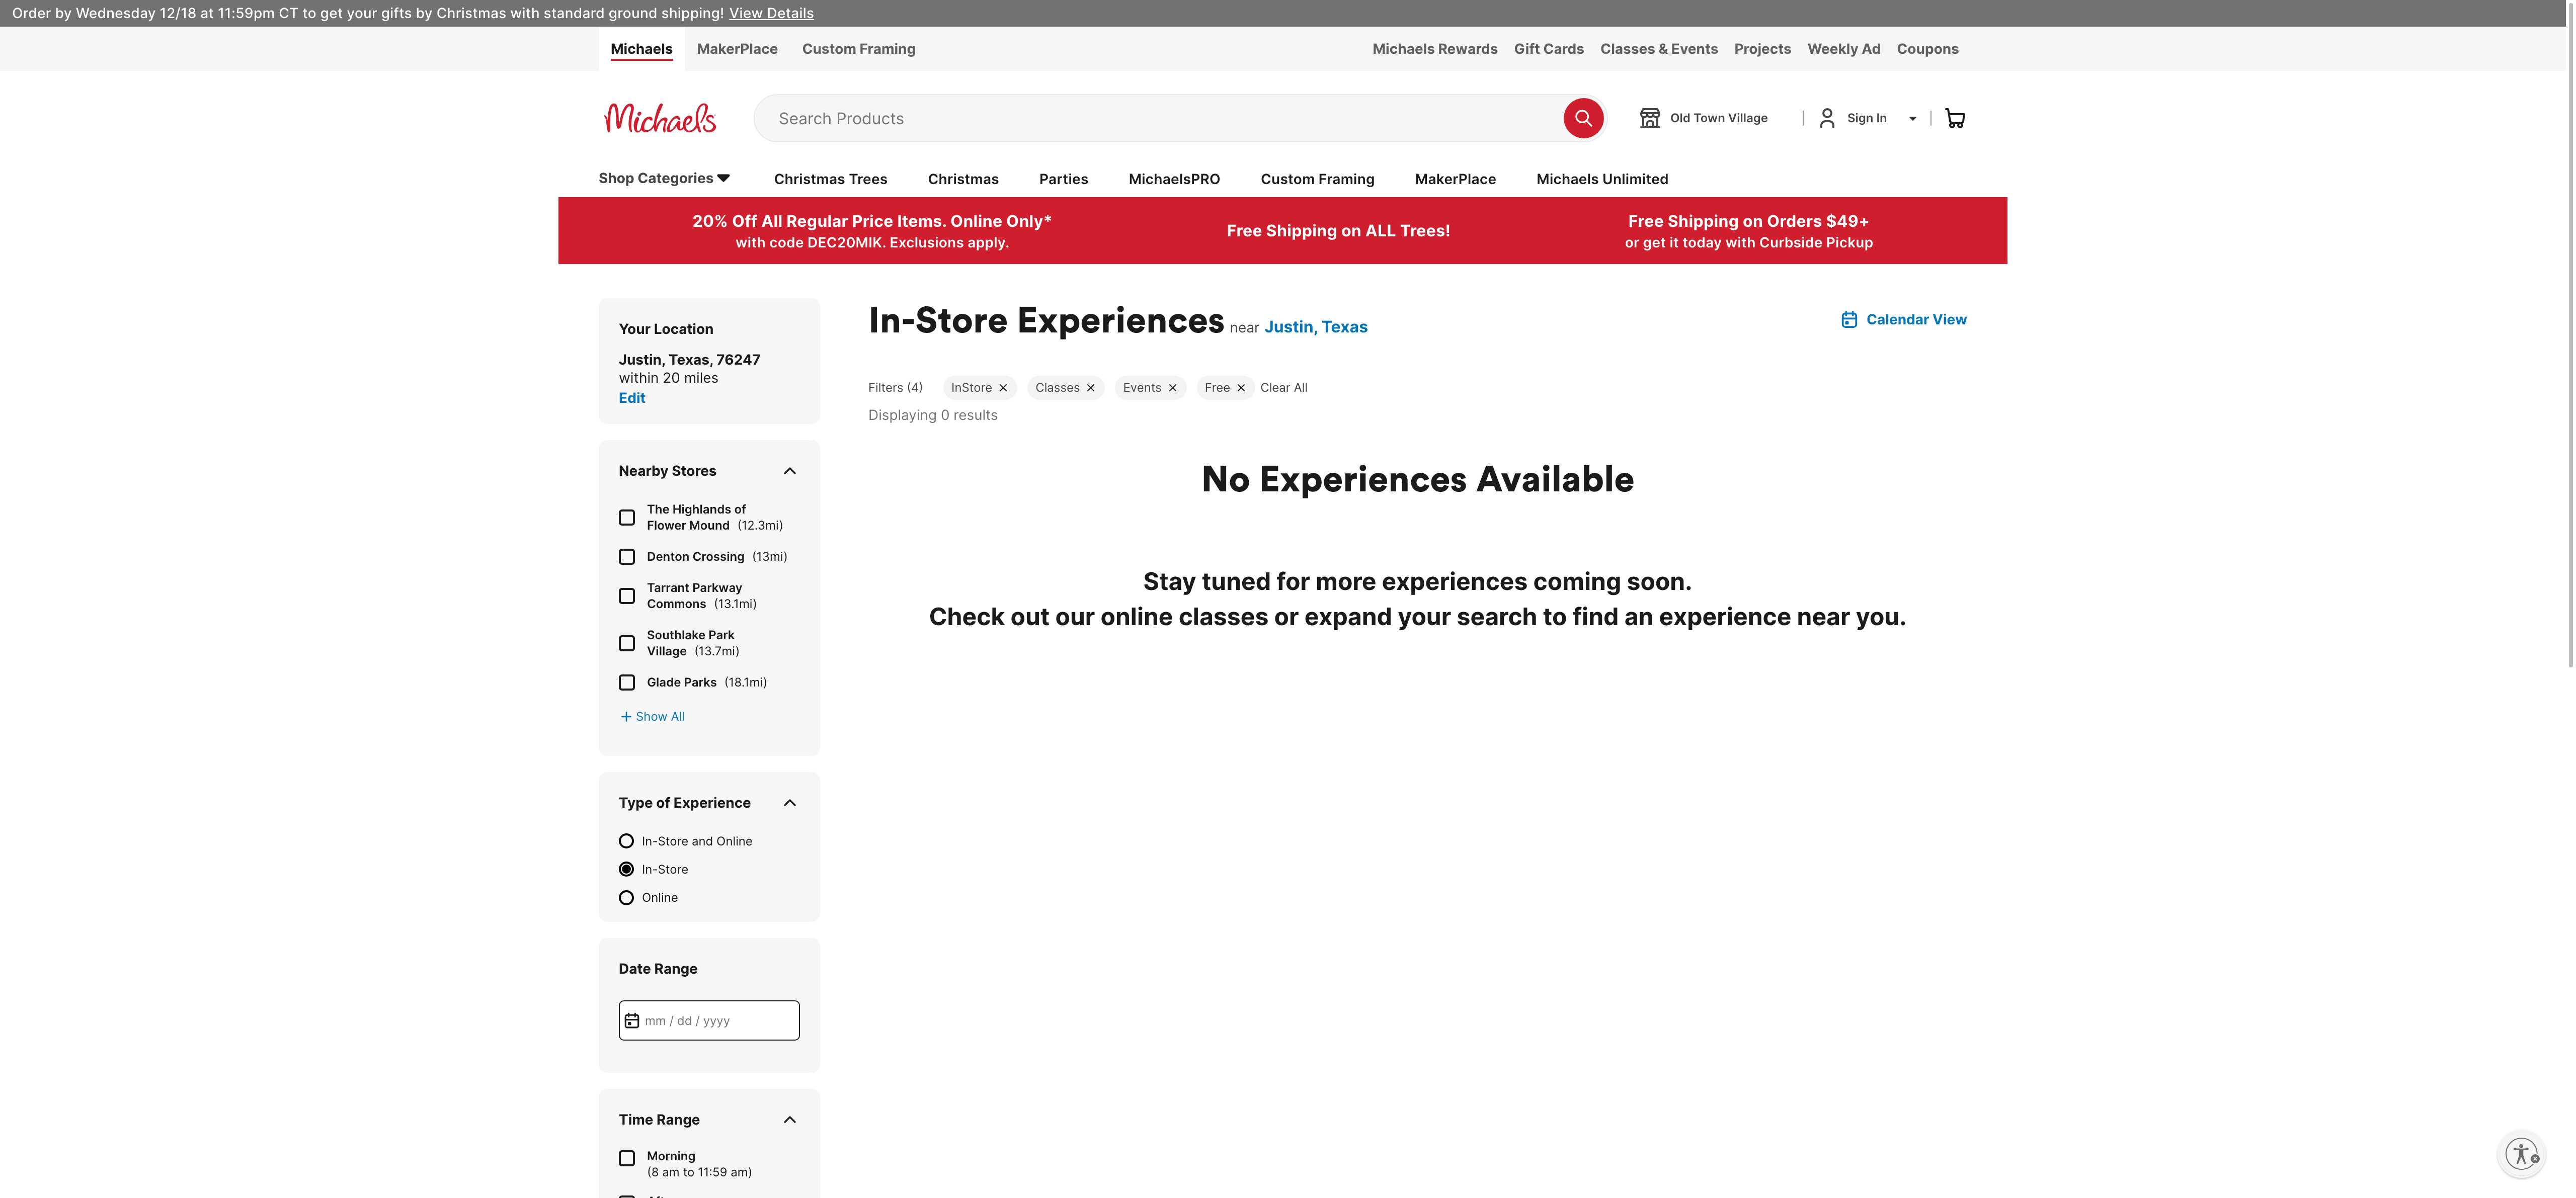 Order by Wednesday 12/18 at 11:59pm CT to get your gifts by Christmas with standard ground shipping! View Details
Michaels MakerPlace Custom Framing Michaels Rewards Gift Cards Classes & Events Projects Weekly Ad Coupons
Michaels Search Products Old Town Village | Sign In |
Shop Categories Christmas Trees Christmas Parties MichaelsPRO Custom Framing MakerPlace Michaels Unlimited
20% Off All Regular Price Items. Online Only*
with code DEC20MIK. Exclusions apply.
Free Shipping on ALL Trees!
Free Shipping on Orders $49+
or get it today with Curbside Pickup
Your Location
Justin, Texas, 76247
within 20 miles
Edit
Nearby Stores
The Highlands of
Flower Mound (12.3mi)
Denton Crossing (13mi)
Tarrant Parkway
Commons (13.1mi)
Southlake Park
Village (13.7mi)
Glade Parks (18.1mi)
+ Show All
Type of Experience
In-Store and Online
In-Store
Online
Date Range
mm / dd / yyyy
Time Range
Morning
(8 am to 11:59 am)
In-Store Experiences near Justin, Texas
Calendar View
Filters (4) InStore Classes Events Free Clear All
Displaying 0 results
No Experiences Available
Stay tuned for more experiences coming soon.
Check out our online classes or expand your search to find an experience near you.